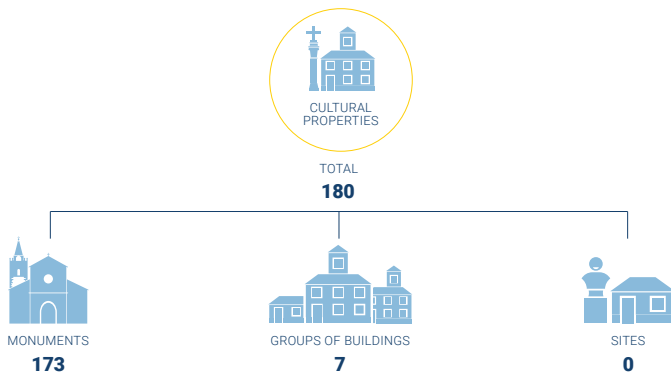 CULTURAL
PROPERTIES
TOTAL
180
MONUMENTS
173
GROUPS OF BUILDINGS
7
SITES
0